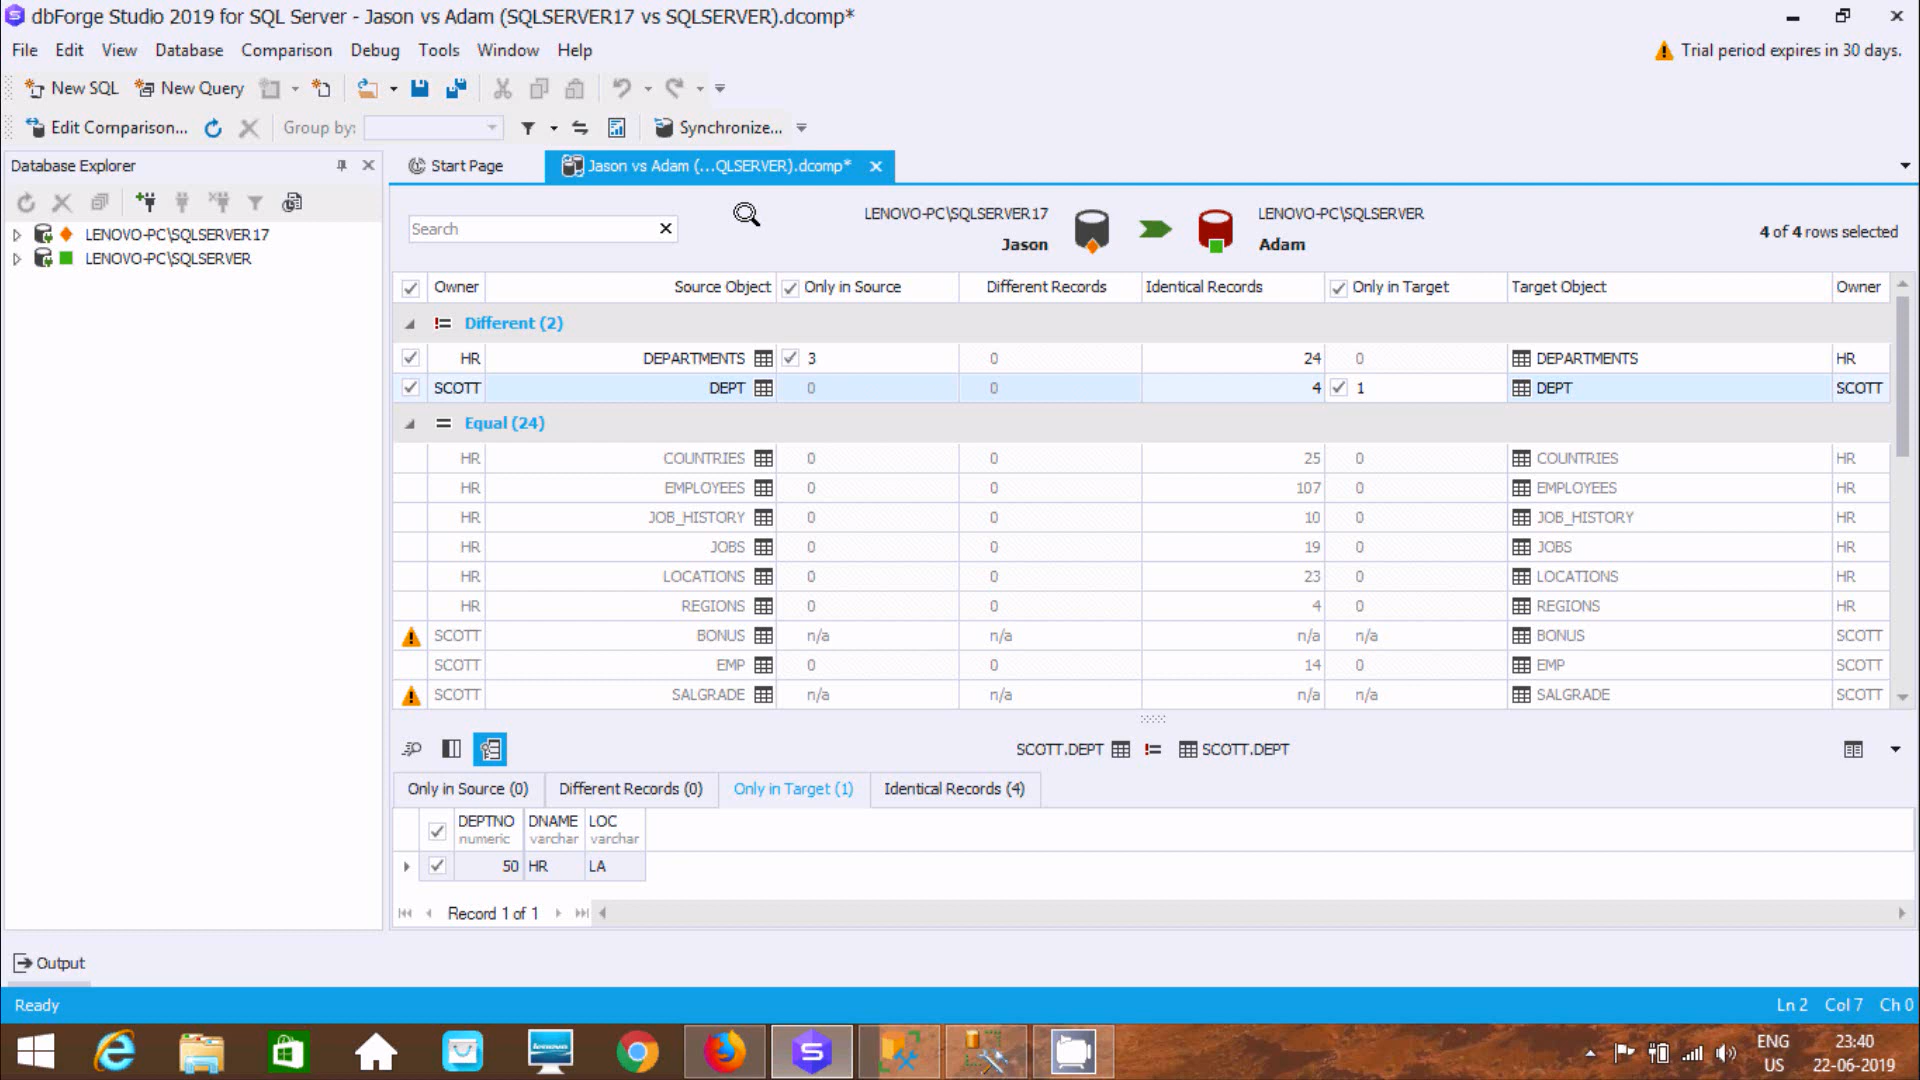 dbForge Studio 2019 for SQL Server - Jason vs Adam (SQLSERVER17 vs SQLSERVER).dcomp*
File Edit View Database Comparison Debug Tools Window Help
Trial period expires in 30 days.
New SQL New Query
Edit Comparison... Group by: Synchronize...
Database Explorer
Start Page
Jason vs Adam (...QLSERVER).dcomp*
LENOVO-PC\SQLSERVER17
LENOVO-PC\SQLSERVER
Search
LENOVO-PC\SQLSERVER17
Jason
LENOVO-PC\SQLSERVER
Adam
4 of 4 rows selected
Owner Source Object Only in Source Different Records Identical Records Only in Target Target Object Owner
Different (2)
HR DEPARTMENTS 3 0 24 0 DEPARTMENTS HR
SCOTT DEPT 0 0 4 1 DEPT SCOTT
Equal (24)
HR COUNTRIES 0 0 25 0 COUNTRIES HR
HR EMPLOYEES 0 0 107 0 EMPLOYEES HR
HR JOB_HISTORY 0 0 10 0 JOB_HISTORY HR
HR JOBS 0 0 19 0 JOBS HR
HR LOCATIONS 0 0 23 0 LOCATIONS HR
HR REGIONS 0 0 4 0 REGIONS HR
SCOTT BONUS n/a n/a n/a n/a BONUS SCOTT
SCOTT EMP 0 0 14 0 EMP SCOTT
SCOTT SALGRADE n/a n/a n/a n/a SALGRADE SCOTT
SCOTT.DEPT != SCOTT.DEPT
Only in Source (0) Different Records (0) Only in Target (1) Identical Records (4)
DEPTNO DNAME LOC
numeric varchar varchar
50 HR LA
Record 1 of 1
Output
Ready
Ln 2 Col 7 Ch 0
ENG 23:40
US 22-06-2019